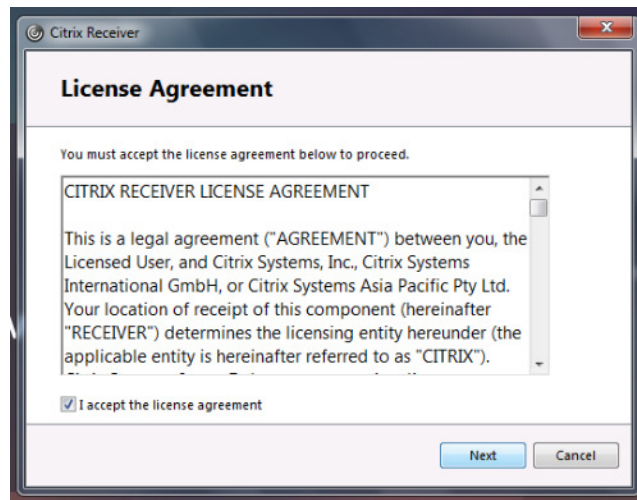 Citrix Receiver
License Agreement
You must accept the license agreement below to proceed.
CITRIX RECEIVER LICENSE AGREEMENT
This is a legal agreement ("AGREEMENT") between you, the
Licensed User, and Citrix Systems, Inc., Citrix Systems
International GmbH, or Citrix Systems Asia Pacific Pty Ltd.
Your location of receipt of this component (hereinafter
"RECEIVER") determines the licensing entity hereunder (the
applicable entity is hereinafter referred to as "CITRIX").
I accept the license agreement
Next
Cancel